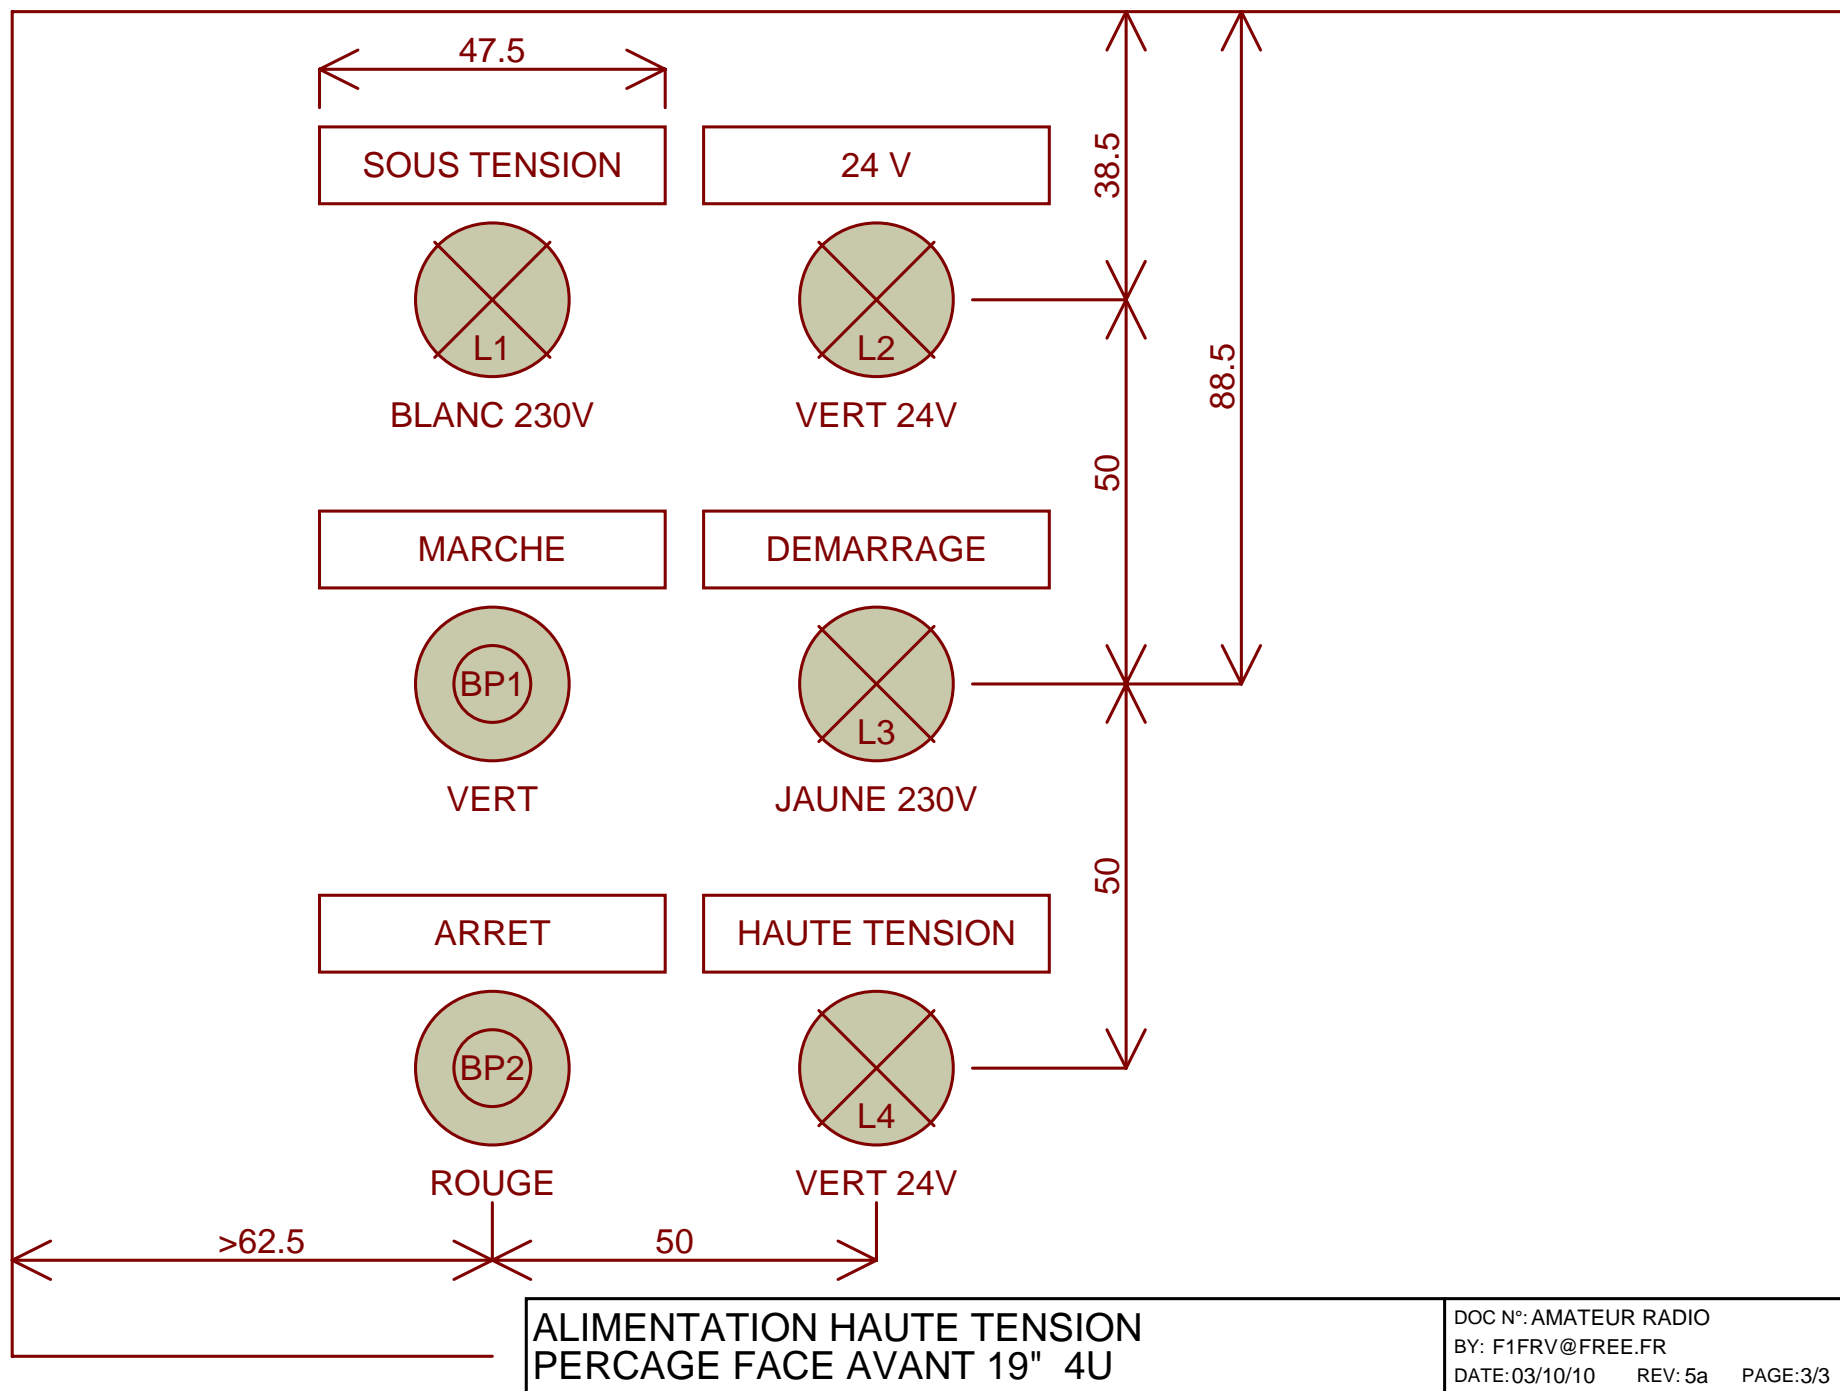 47.5
SOUS TENSION
24 V
38.5
L1
L2
88.5
BLANC 230V
VERT 24V
50
MARCHE
DEMARRAGE
BP1
L3
VERT
JAUNE 230V
50
ARRET
HAUTE TENSION
BP2
L4
ROUGE
VERT 24V
>62.5
50
ALIMENTATION HAUTE TENSION
PERCAGE FACE AVANT 19" 4U
DOC N°: AMATEUR RADIO
BY: F1FRV@FREE.FR
DATE: 03/10/10 REV: 5a PAGE: 3/3